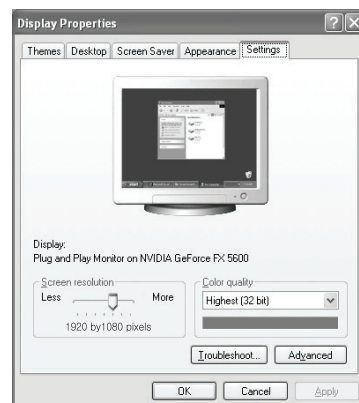 Display Properties
Themes Desktop Screen Saver Appearance Settings
Display:
Plug and Play Monitor on NVIDIA GeForce FX 5600
Screen resolution
Less More
1920 by1080 pixels
Color quality
Highest (32 bit)
Troubleshoot... Advanced
OK Cancel Apply